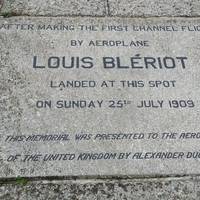 AFTER MAKING THE FIRST CHANNEL
BY AEROPLANE
LOUIS BLÉRIOT
LANDED AT THIS SPOT
ON SUNDAY 25TH JULY 1909
THIS MEMORIAL WAS PRESENTED TO THE
OF THE UNITED KINGDOM BY ALEXANDER